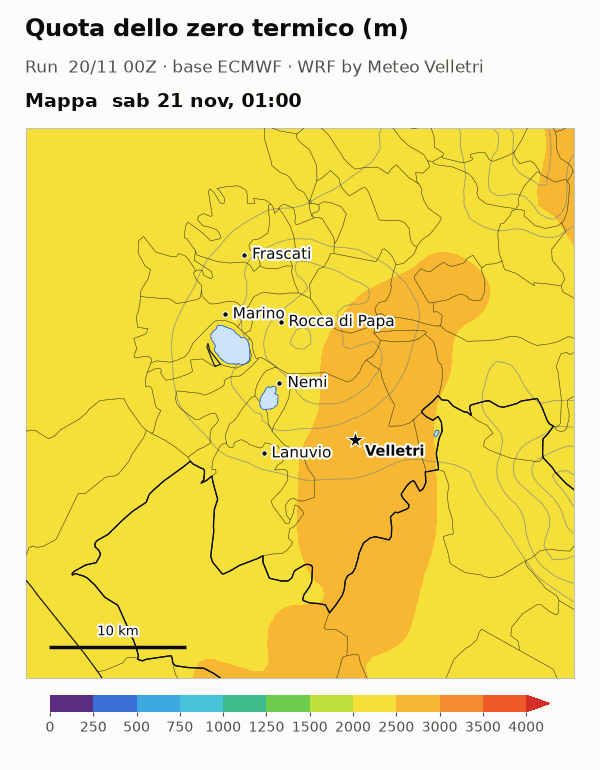 Quota dello zero termico (m)
Run  20/11 00Z · base ECMWF · WRF by Meteo Velletri
Mappa  sab 21 nov, 01:00
Frascati
Marino
Rocca di Papa
Nemi
Velletri
Lanuvio
10 km
0 250 500 750 1000 1250 1500 2000 2500 3000 3500 4000